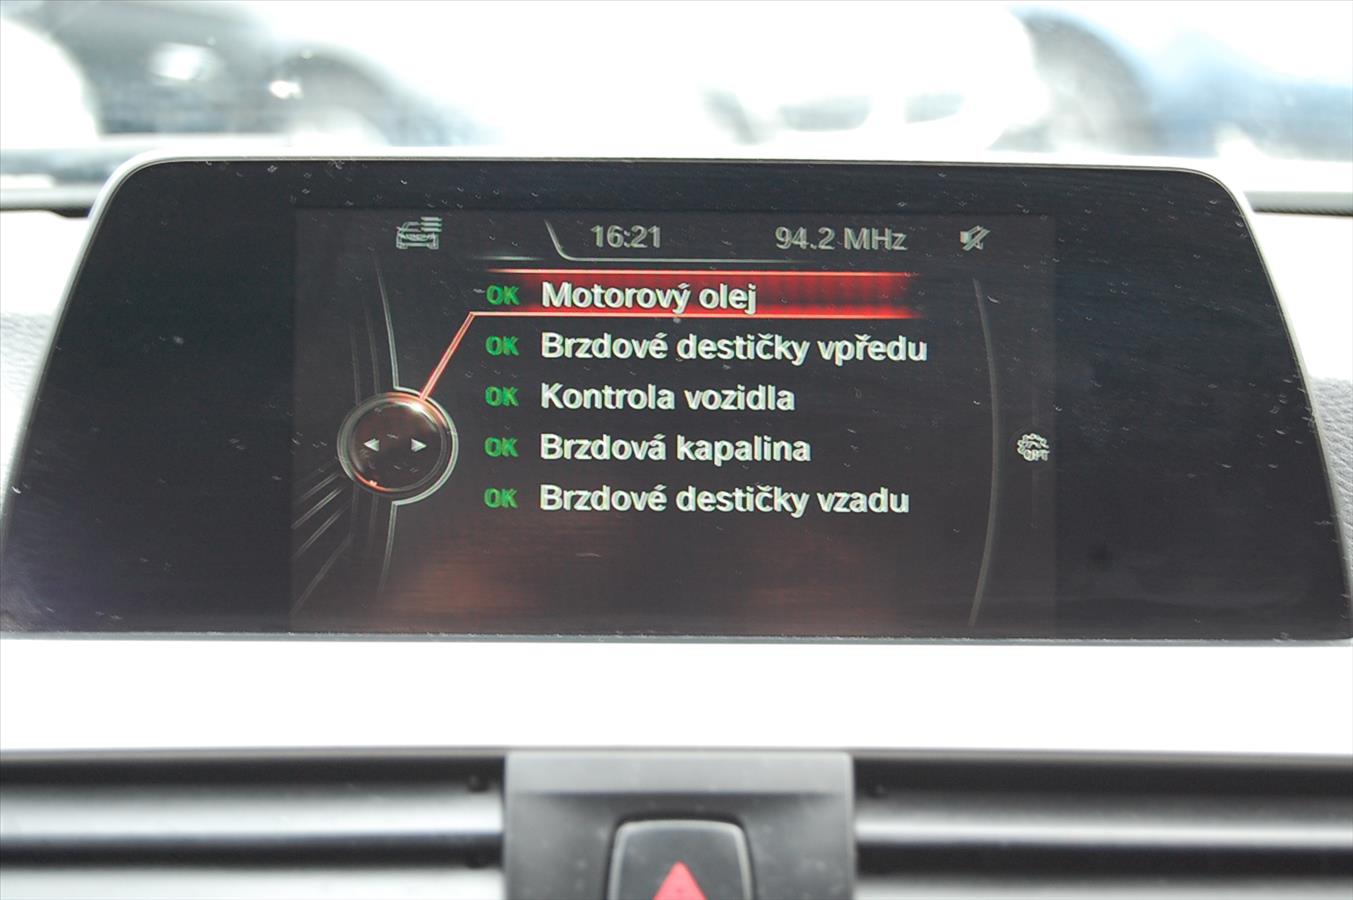 16:21 94.2 MHz
OK Motorový olej
OK Brzdové destičky vpředu
OK Kontrola vozidla
OK Brzdová kapalina
OPT
OK Brzdové destičky vzadu